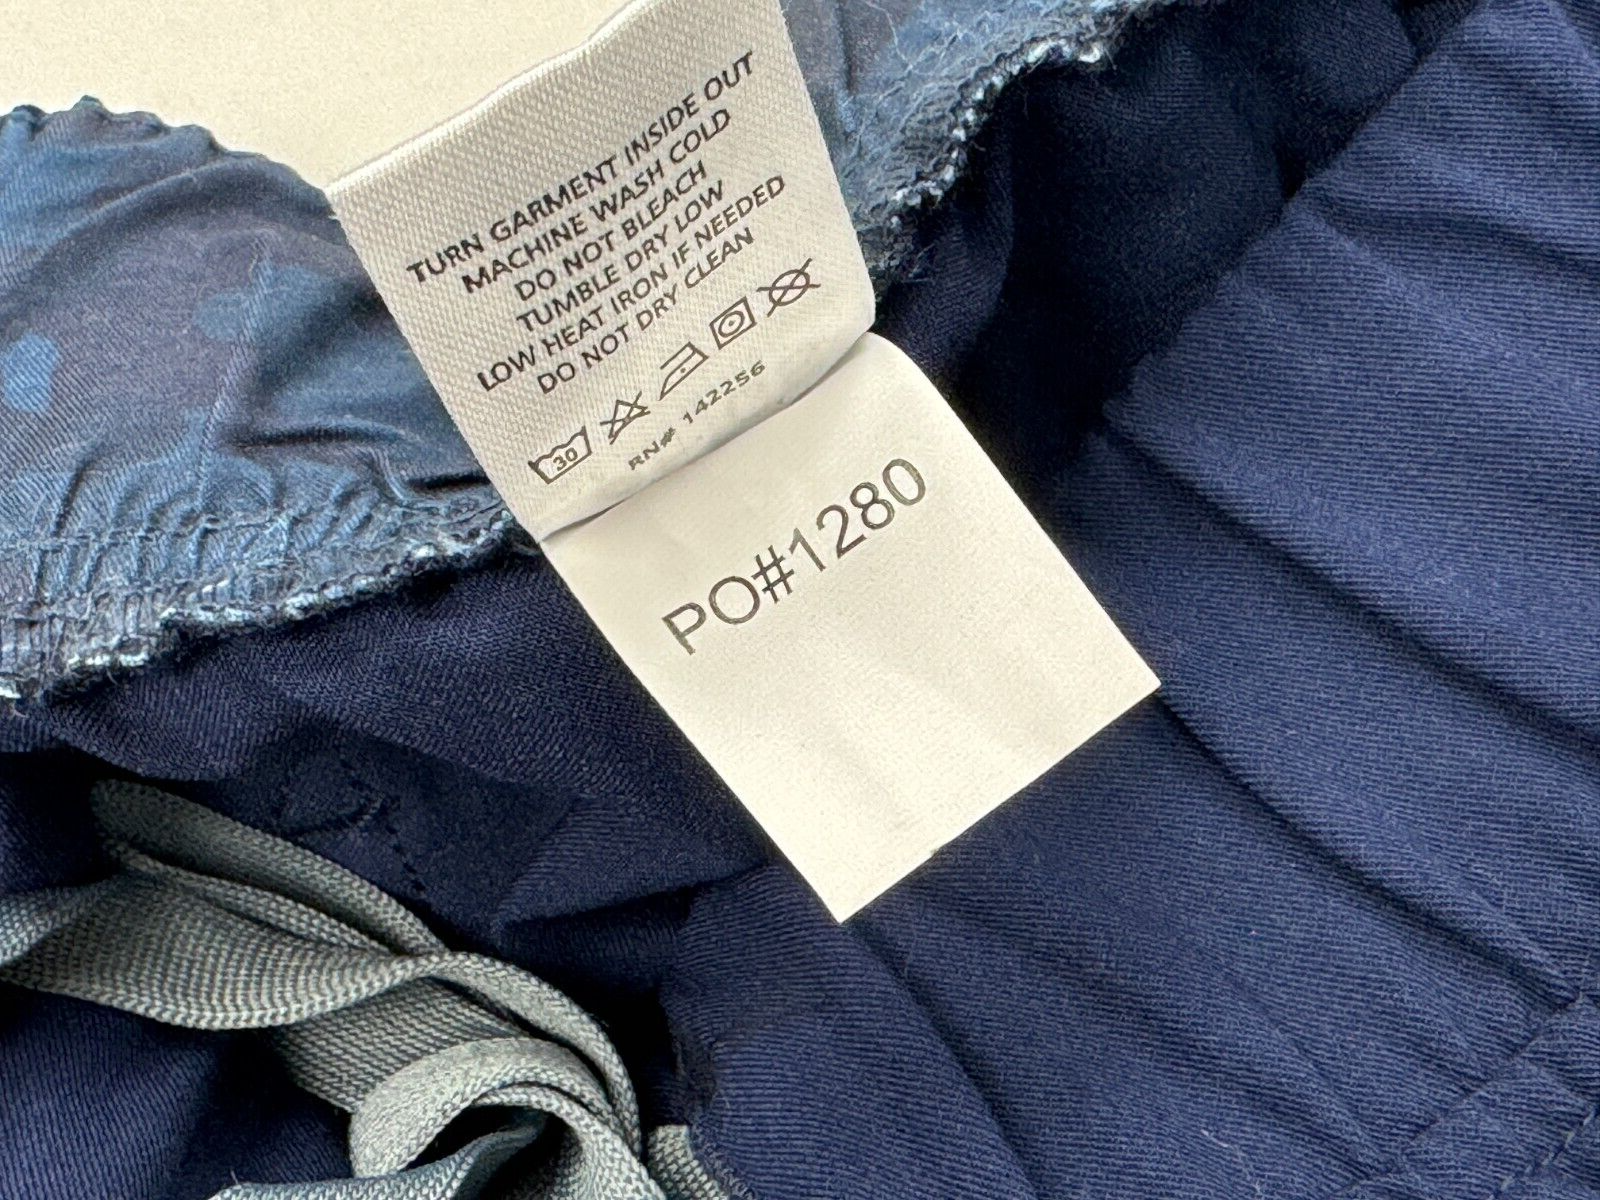 TURN GARMENT INSIDE OUT
MACHINE WASH COLD
DO NOT BLEACH
TUMBLE DRY LOW
LOW HEAT IRON IF NEEDED
DO NOT DRY CLEAN
30
RN# 142256
PO#1280